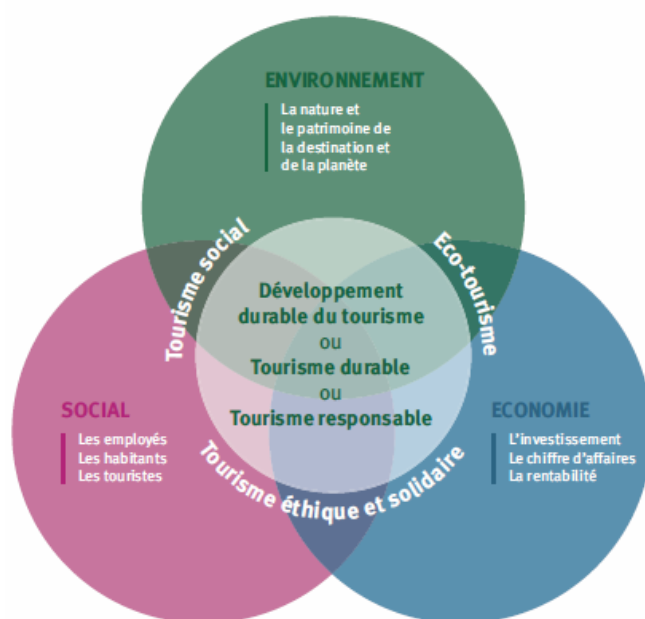 ENVIRONNEMENT
La nature et
le patrimoine de
la destination et
de la planète
Tourisme social
Eco-tourisme
Développement
durable du tourisme
ou
Tourisme durable
ou
Tourisme responsable
SOCIAL
Les employés
Les habitants
Les touristes
ECONOMIE
L'investissement
Le chiffre d'affaires
La rentabilité
Tourisme éthique et solidaire